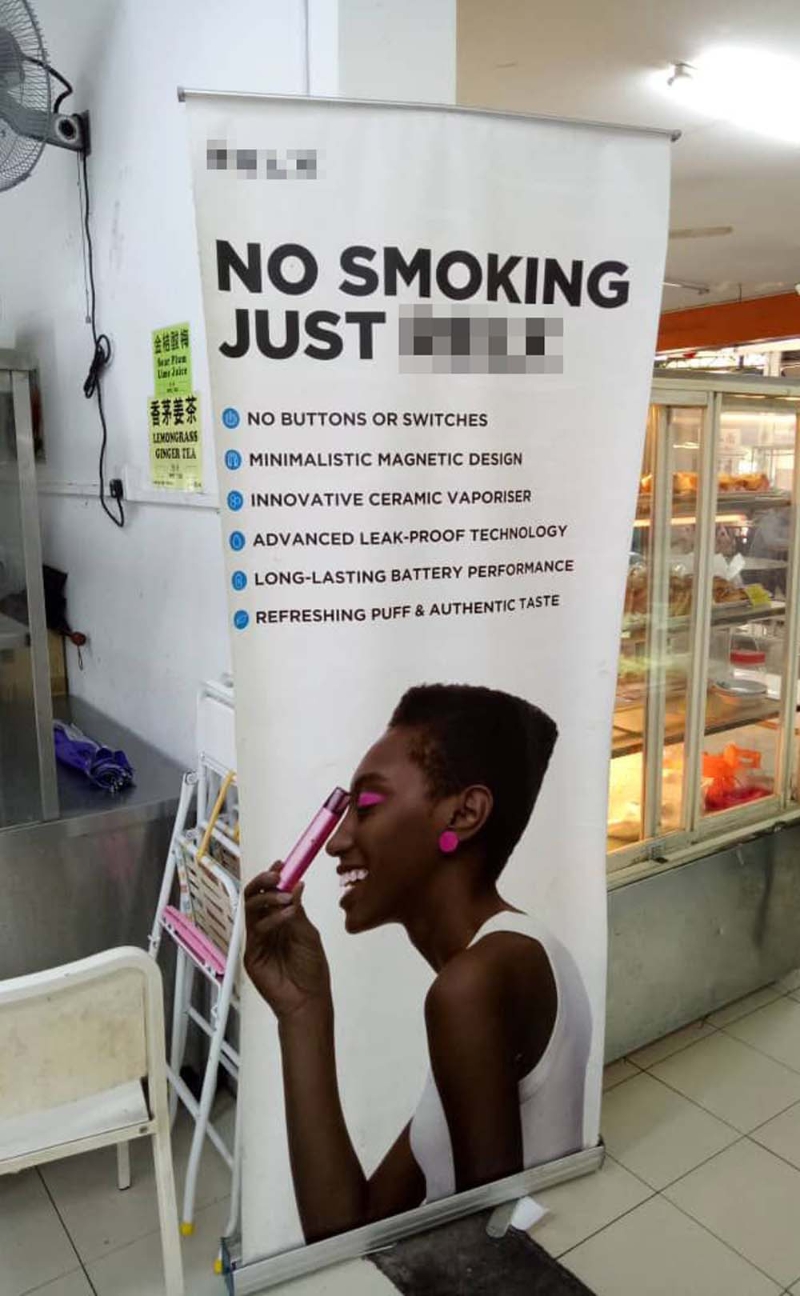 NO SMOKING
JUST
NO BUTTONS OR SWITCHES
MINIMALISTIC MAGNETIC DESIGN
INNOVATIVE CERAMIC VAPORISER
ADVANCED LEAK-PROOF TECHNOLOGY
LONG-LASTING BATTERY PERFORMANCE
REFRESHING PUFF & AUTHENTIC TASTE
金桔酸梅
Sour Plum
Lime Juice
香茅姜茶
LEMONGRASS
GINGER TEA